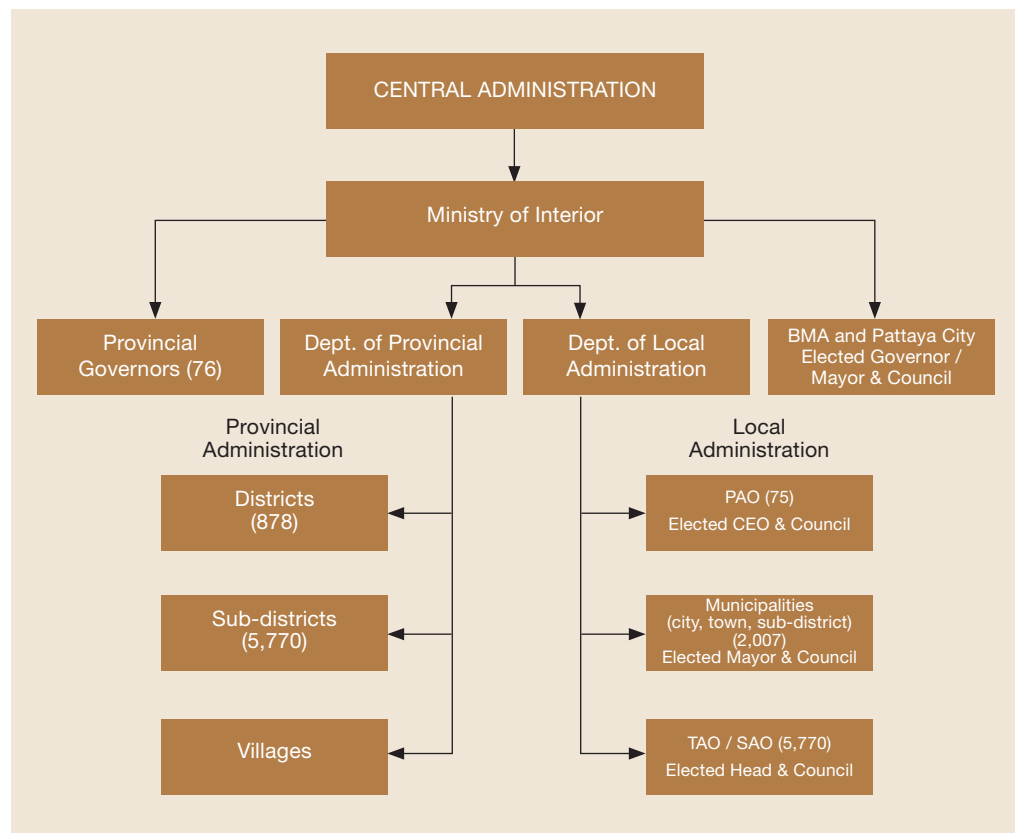 CENTRAL ADMINISTRATION
Ministry of Interior
Provincial
Governors (76)
Dept. of Provincial
Administration
Dept. of Local
Administration
BMA and Pattaya City
Elected Governor /
Mayor & Council
Provincial
Administration
Local
Administration
Districts
(878)
PAO (75)
Elected CEO & Council
Sub-districts
(5,770)
Municipalities
(city, town, sub-district)
(2,007)
Elected Mayor & Council
Villages
TAO / SAO (5,770)
Elected Head & Council